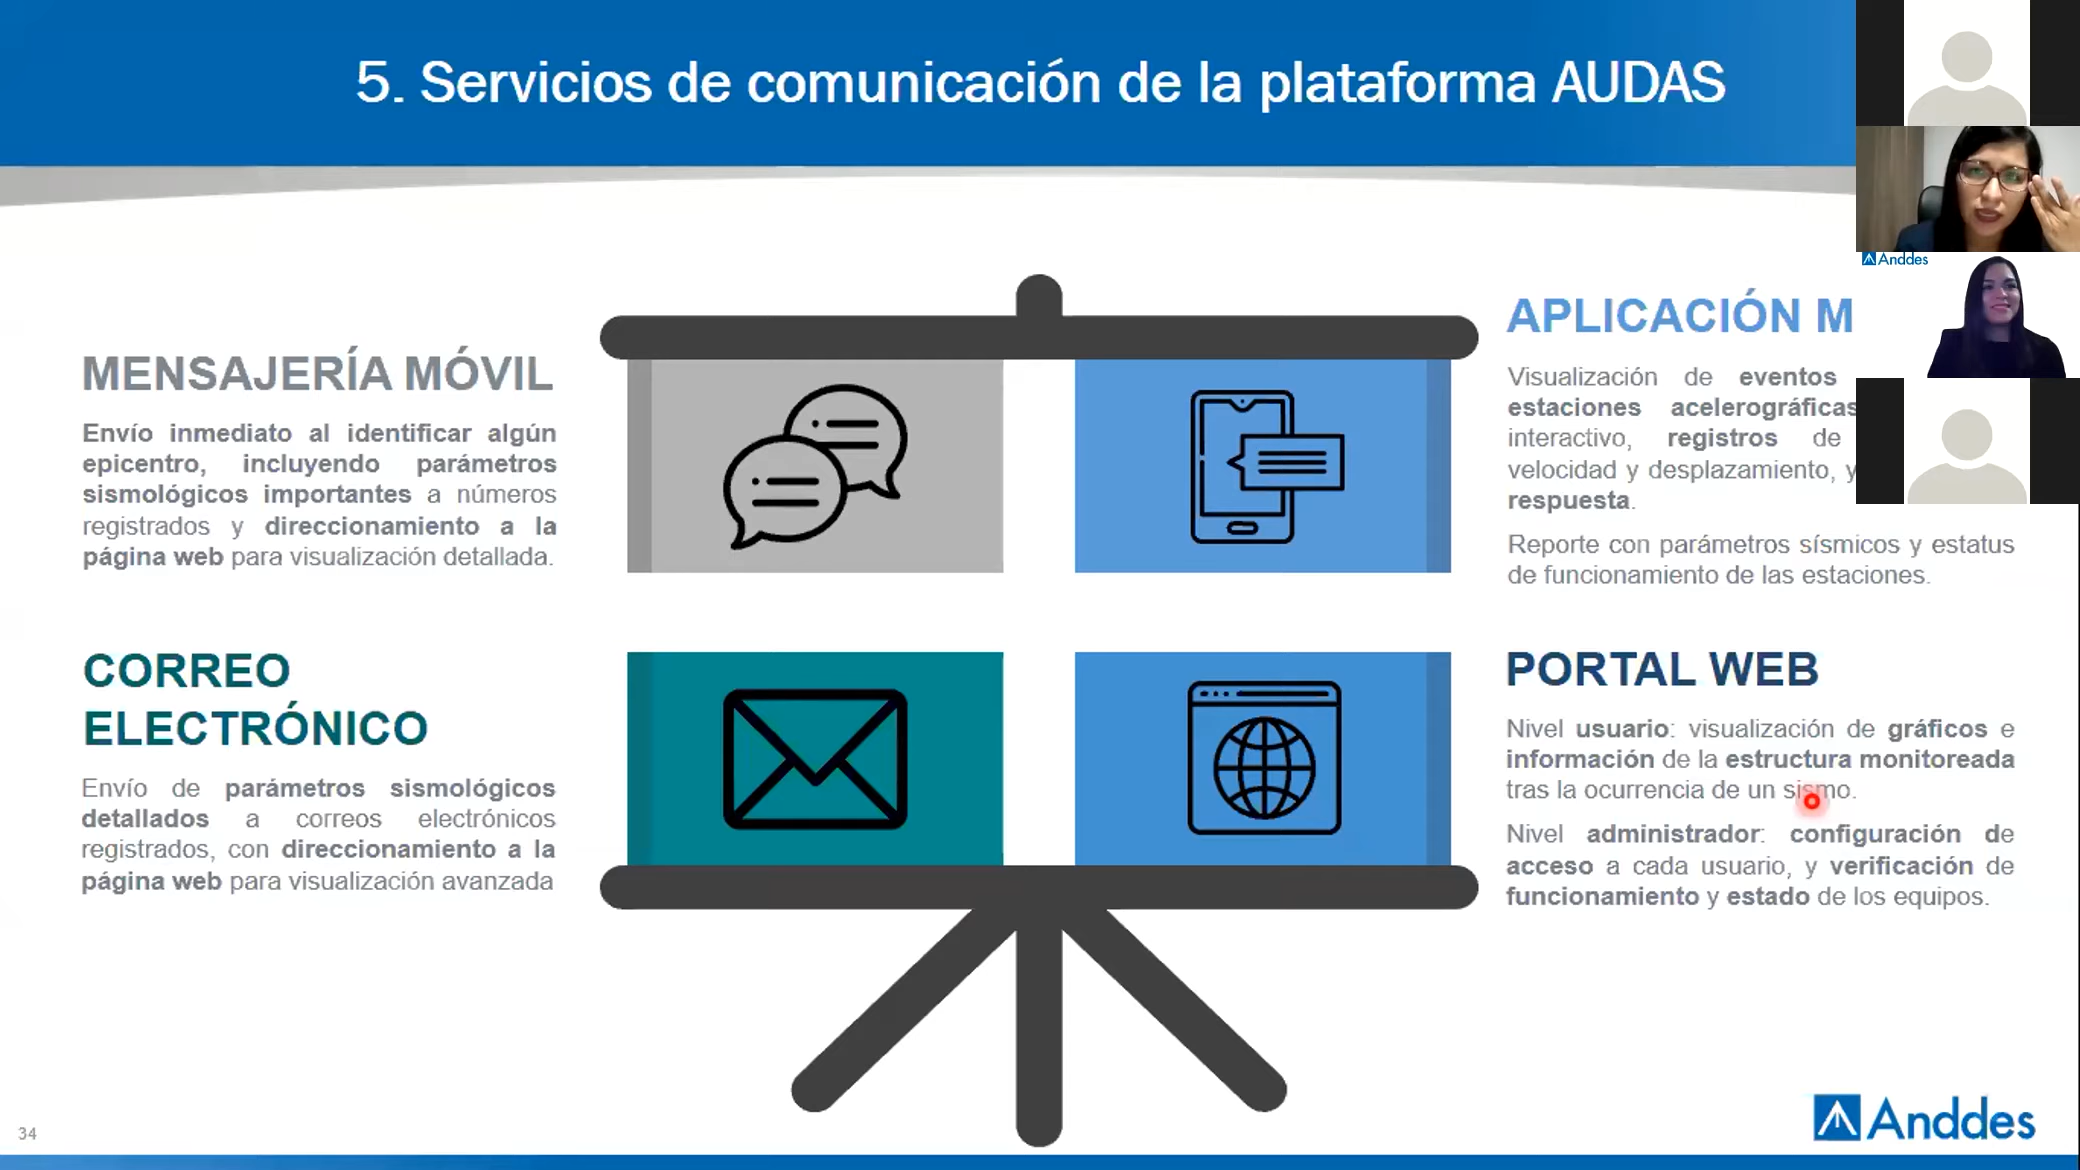 5. Servicios de comunicación de la plataforma AUDAS
MENSAJERÍA MÓVIL
Envío inmediato al identificar algún
epicentro, incluyendo parámetros
sismológicos importantes a números
registrados y direccionamiento a la
página web para visualización detallada.
CORREO
ELECTRÓNICO
Envío de parámetros sismológicos
detallados a correos electrónicos
registrados, con direccionamiento a la
página web para visualización avanzada
Anddes
APLICACIÓN M
Visualización de eventos
estaciones acelerográficas
interactivo, registros de
velocidad y desplazamiento, y
respuesta.
Reporte con parámetros sísmicos y estatus
de funcionamiento de las estaciones.
PORTAL WEB
Nivel usuario: visualización de gráficos e
información de la estructura monitoreada
tras la ocurrencia de un sismo.
Nivel administrador: configuración de
acceso a cada usuario, y verificación de
funcionamiento y estado de los equipos.
34
Anddes